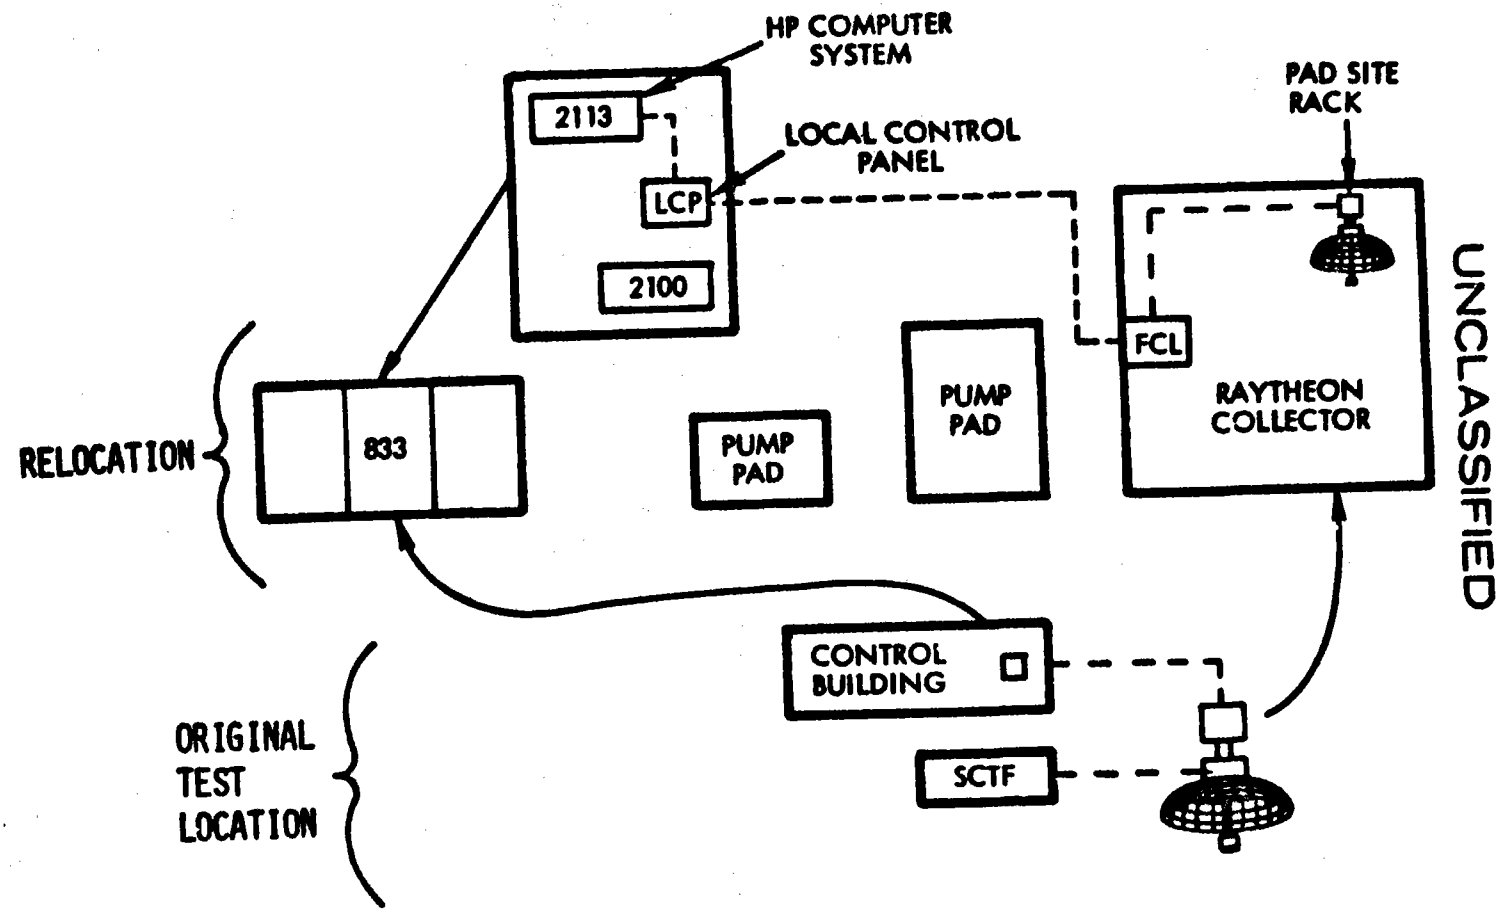 HP COMPUTER
SYSTEM
2113
LOCAL CONTROL
PANEL
LCP
2100
PAD SITE
RACK
FCL
RAYTHEON
COLLECTOR
UNCLASSIFIED
PUMP
PAD
PUMP
PAD
RELOCATION
833
CONTROL
BUILDING
SCTF
ORIGINAL
TEST
LOCATION